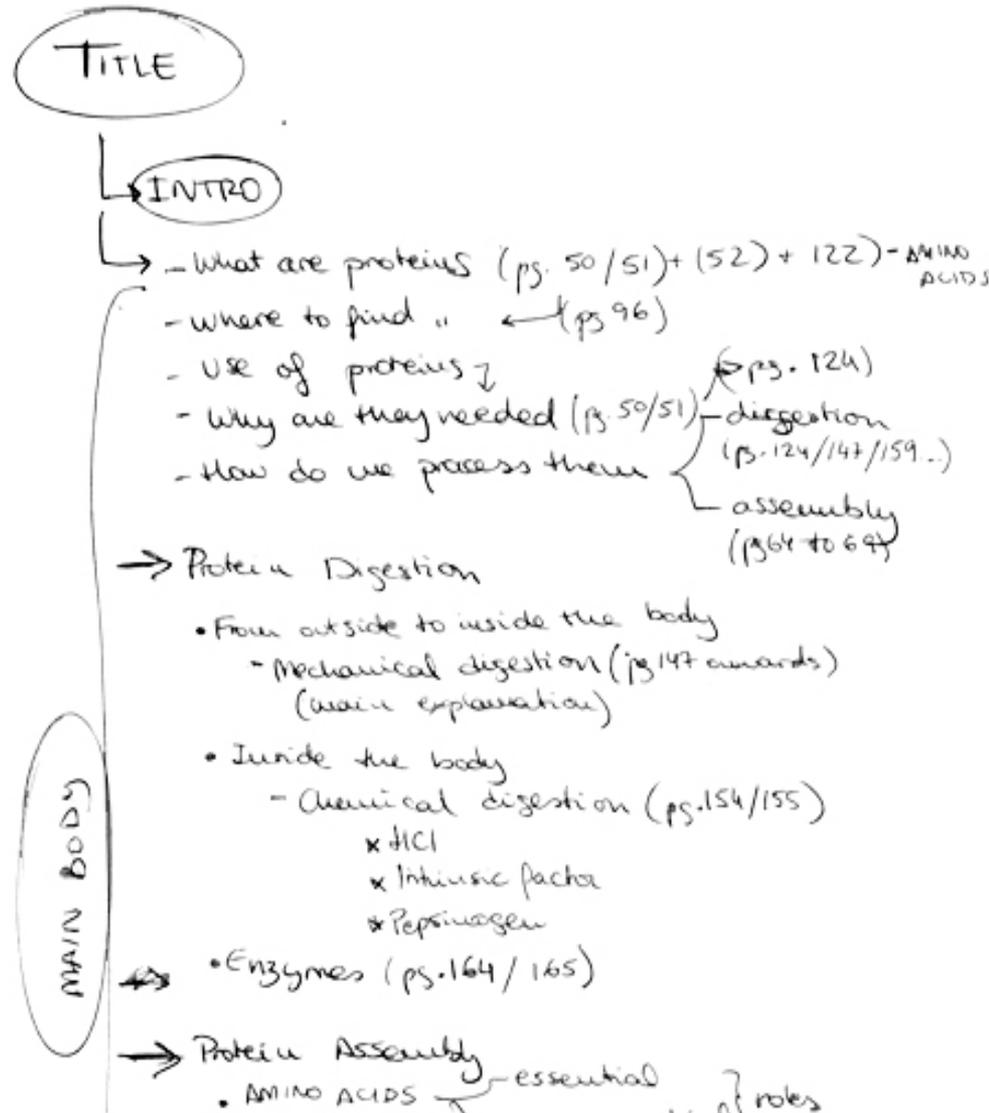 TITLE
INTRO
- What are proteins (pg. 50/51) + (52) + 122) - AMINO ACIDS
- where to find " ← (pg 96)
- Use of proteins
(→ pg. 124)
- Why are they needed (pg. 50/51)
- digestion
(pg. 124/147/159...)
- How do we process them
- assembly
(pg 64 to 69)
→ Protein Digestion
• From outside to inside the body
- Mechanical digestion (pg 147 onwards)
(main explanation)
• Inside the body
- Chemical digestion (pg. 154/155)
* HCl
* Intrinsic factor
* Pepsinogen
MAIN BODY
• Enzymes (pg. 164/165)
→ Protein Assembly
• AMINO ACIDS - essential
} roles